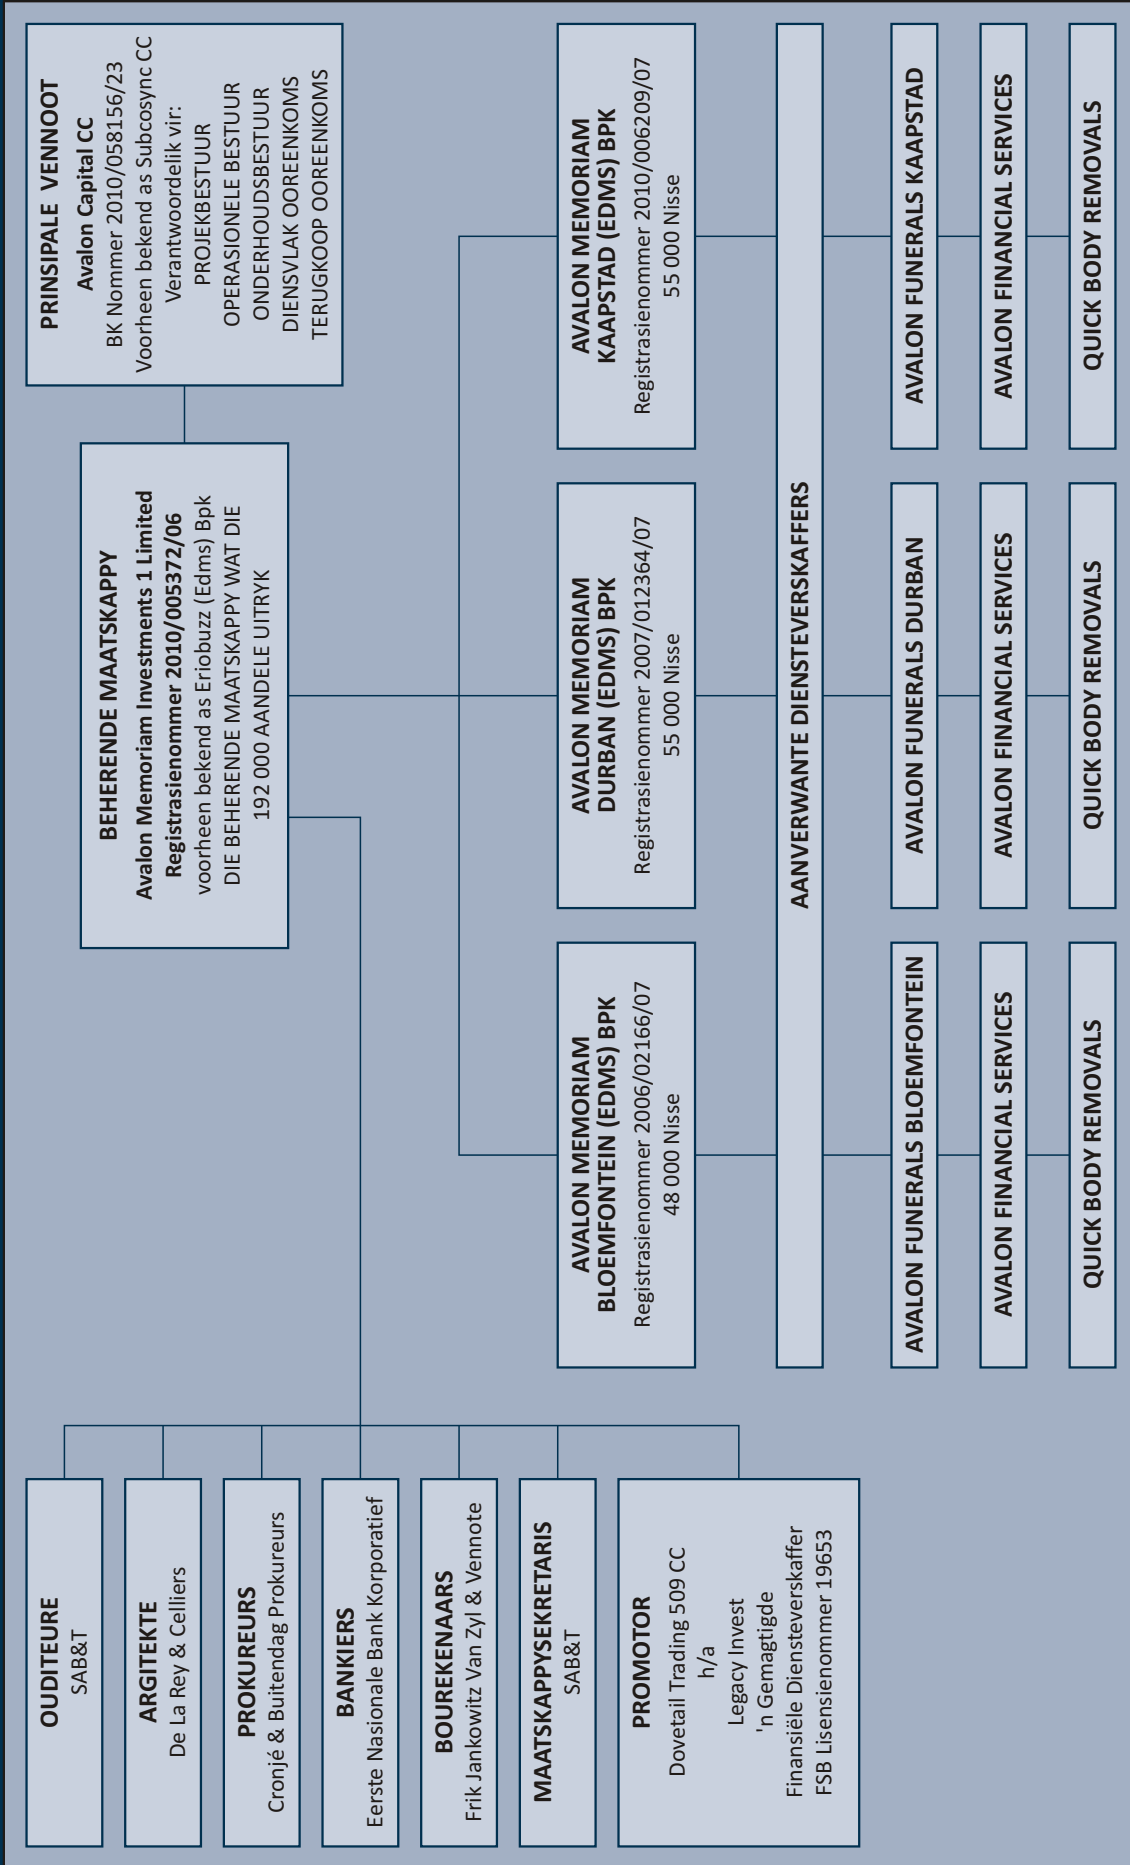 OUDITEURE
SAB&T
ARGITEKTE
De La Rey & Celliers
PROKUREURS
Cronjé & Buitendag Prokureurs
BANKIERS
Eerste Nasionale Bank Korporatief
BOUREKENAARS
Frik Jankowitz Van Zyl & Vennote
MAATSKAPPYSEKRETARIS
SAB&T
PROMOTOR
Dovetail Trading 509 CC
h/a
Legacy Invest
'n Gemagtigde
Finansiële Diensteverskaffer
FSB Lisensienommer 19653
BEHERENDE MAATSKAPPY
Avalon Memoriam Investments 1 Limited
Registrasienommer 2010/005372/06
voorheen bekend as Eriobuzz (Edms) Bpk
DIE BEHERENDE MAATSKAPPY WAT DIE
192 000 AANDELE UITRYK
PRINSIPALE VENNOOT
Avalon Capital CC
BK Nommer 2010/058156/23
Voorheen bekend as Subcosync CC
Verantwoordelik vir:
PROJEKBESTUUR
OPERASIONELE BESTUUR
ONDERHOUDSBESTUUR
DIENSVLAK OOREENKOMS
TERUGKOOP OOREENKOMS
AVALON MEMORIAM
BLOEMFONTEIN (EDMS) BPK
Registrasienommer 2006/02166/07
48 000 Nisse
AVALON MEMORIAM
DURBAN (EDMS) BPK
Registrasienommer 2007/012364/07
55 000 Nisse
AVALON MEMORIAM
KAAPSTAD (EDMS) BPK
Registrasienommer 2010/006209/07
55 000 Nisse
AANVERWANTE DIENSTEVERSKAFFERS
AVALON FUNERALS BLOEMFONTEIN
AVALON FUNERALS DURBAN
AVALON FUNERALS KAAPSTAD
AVALON FINANCIAL SERVICES
AVALON FINANCIAL SERVICES
AVALON FINANCIAL SERVICES
QUICK BODY REMOVALS
QUICK BODY REMOVALS
QUICK BODY REMOVALS